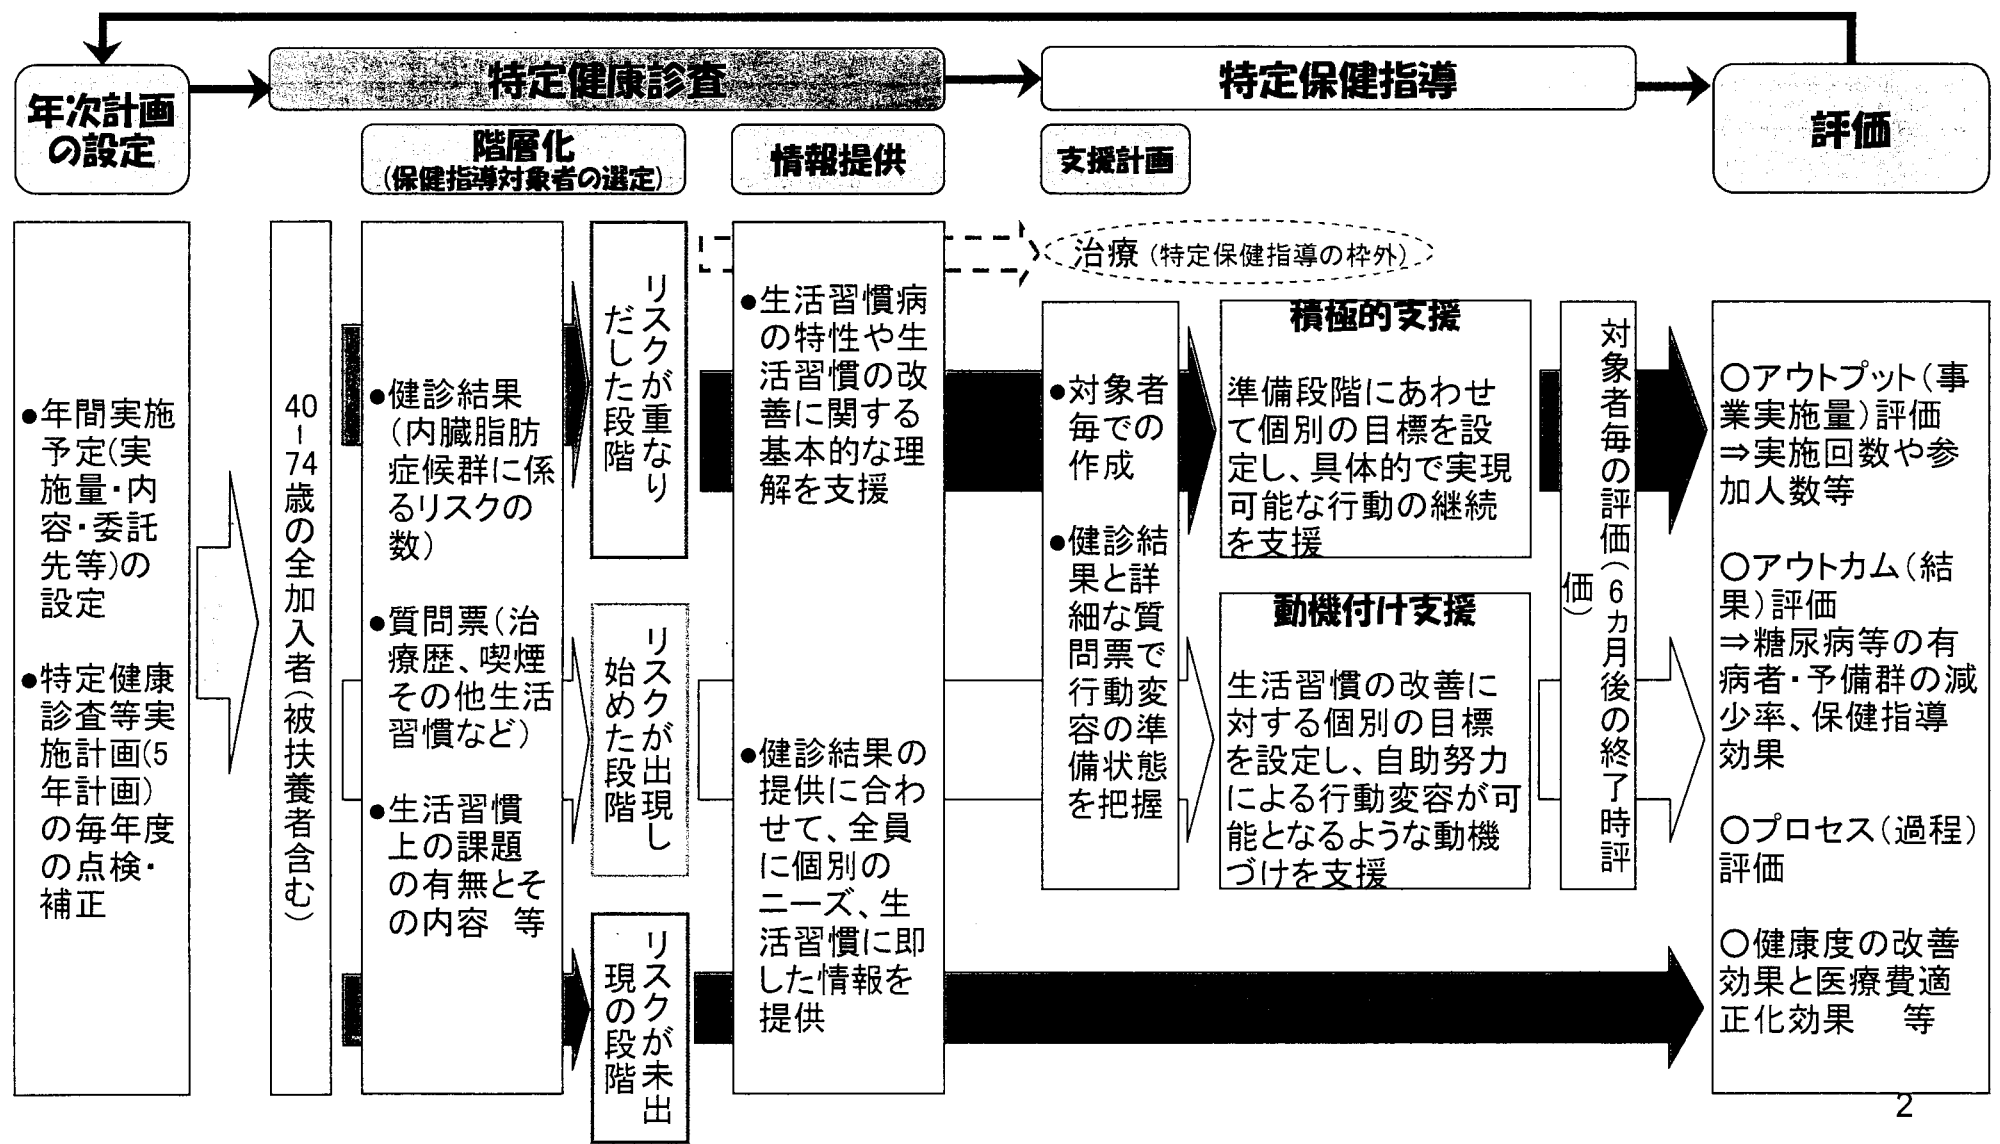 年次計画
の設定
特定健康診査
特定保健指導
評価
階層化
(保健指導対象者の選定)
情報提供
支援計画
●年間実施
予定(実
施量・内
容・委託
先等)の
設定
●特定健康
診査等実
施計画(5
年計画)
の毎年度
の点検・
補正
40~74歳の全加入者(被扶養者含む)
●健診結果
(内臓脂肪
症候群に係
るリスクの
数)
●質問票(治
療歴、喫煙
その他生活
習慣など)
●生活習慣
上の課題
の有無とそ
の内容 等
リスクが重なり
だした段階
リスクが出現し
始めた段階
リスクが未出
現の段階
●生活習慣病
の特性や生
活習慣の改
善に関する
基本的な理
解を支援
●健診結果の
提供に合わ
せて、全員
に個別の
ニーズ、生
活習慣に即
した情報を
提供
治療(特定保健指導の枠外)
●対象者
毎での
作成
●健診結
果と詳
細な質
問票で
行動変
容の準
備状態
を把握
積極的支援
準備段階にあわせ
て個別の目標を設
定し、具体的で実現
可能な行動の継続
を支援
動機付け支援
生活習慣の改善に
対する個別の目標
を設定し、自助努力
による行動変容が可
能となるような動機
づけを支援
対象者毎の評価(6カ月後の終了時評
価)
○アウトプット(事
業実施量)評価
⇒実施回数や参
加人数等
○アウトカム(結
果)評価
⇒糖尿病等の有
病者・予備群の減
少率、保健指導
効果
○プロセス(過程)
評価
○健康度の改善
効果と医療費適
正化効果 等
2